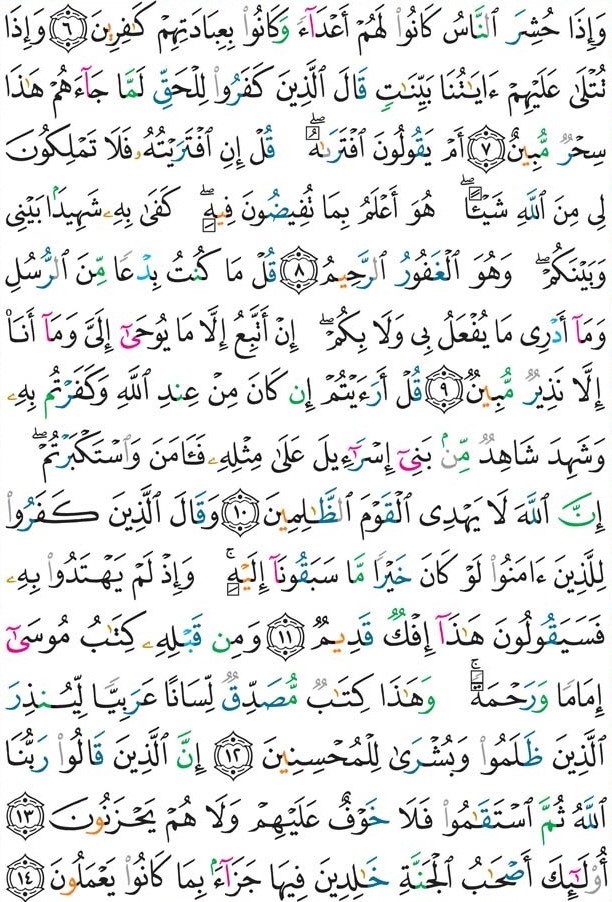 وَإِذَا حُشِرَ ٱلنَّاسُ كَانُوا۟ لَهُمْ أَعْدَآءً وَكَانُوا۟ بِعِبَادَتِهِمْ كَـٰفِرِينَ ٦ وَإِذَا
تُتْلَىٰ عَلَيْهِمْ ءَايَـٰتُنَا بَيِّنَـٰتٍ قَالَ ٱلَّذِينَ كَفَرُوا۟ لِلْحَقِّ لَمَّا جَآءَهُمْ هَـٰذَا
سِحْرٌ مُّبِينٌ ٧ أَمْ يَقُولُونَ ٱفْتَرَىٰهُ ۖ قُلْ إِنِ ٱفْتَرَيْتُهُۥ فَلَا تَمْلِكُونَ
لِى مِنَ ٱللَّهِ شَيْـًٔا ۖ هُوَ أَعْلَمُ بِمَا تُفِيضُونَ فِيهِ ۖ كَفَىٰ بِهِۦ شَهِيدًۢا بَيْنِى
وَبَيْنَكُمْ ۖ وَهُوَ ٱلْغَفُورُ ٱلرَّحِيمُ ٨ قُلْ مَا كُنتُ بِدْعًا مِّنَ ٱلرُّسُلِ
وَمَآ أَدْرِى مَا يُفْعَلُ بِى وَلَا بِكُمْ ۖ إِنْ أَتَّبِعُ إِلَّا مَا يُوحَىٰٓ إِلَىَّ وَمَآ أَنَا۠
إِلَّا نَذِيرٌ مُّبِينٌ ٩ قُلْ أَرَءَيْتُمْ إِن كَانَ مِنْ عِندِ ٱللَّهِ وَكَفَرْتُم بِهِۦ
وَشَهِدَ شَاهِدٌ مِّنۢ بَنِىٓ إِسْرَٰٓءِيلَ عَلَىٰ مِثْلِهِۦ فَـَٔامَنَ وَٱسْتَكْبَرْتُمْ ۖ
إِنَّ ٱللَّهَ لَا يَهْدِى ٱلْقَوْمَ ٱلظَّـٰلِمِينَ ١٠ وَقَالَ ٱلَّذِينَ كَفَرُوا۟
لِلَّذِينَ ءَامَنُوا۟ لَوْ كَانَ خَيْرًا مَّا سَبَقُونَآ إِلَيْهِ ۚ وَإِذْ لَمْ يَهْتَدُوا۟ بِهِۦ
فَسَيَقُولُونَ هَـٰذَآ إِفْكٌ قَدِيمٌ ١١ وَمِن قَبْلِهِۦ كِتَـٰبُ مُوسَىٰٓ
إِمَامًا وَرَحْمَةً ۚ وَهَـٰذَا كِتَـٰبٌ مُّصَدِّقٌ لِّسَانًا عَرَبِيًّا لِّيُنذِرَ
ٱلَّذِينَ ظَلَمُوا۟ وَبُشْرَىٰ لِلْمُحْسِنِينَ ١٢ إِنَّ ٱلَّذِينَ قَالُوا۟ رَبُّنَا
ٱللَّهُ ثُمَّ ٱسْتَقَـٰمُوا۟ فَلَا خَوْفٌ عَلَيْهِمْ وَلَا هُمْ يَحْزَنُونَ ١٣
أُو۟لَـٰٓئِكَ أَصْحَـٰبُ ٱلْجَنَّةِ خَـٰلِدِينَ فِيهَا جَزَآءًۢ بِمَا كَانُوا۟ يَعْمَلُونَ ١٤